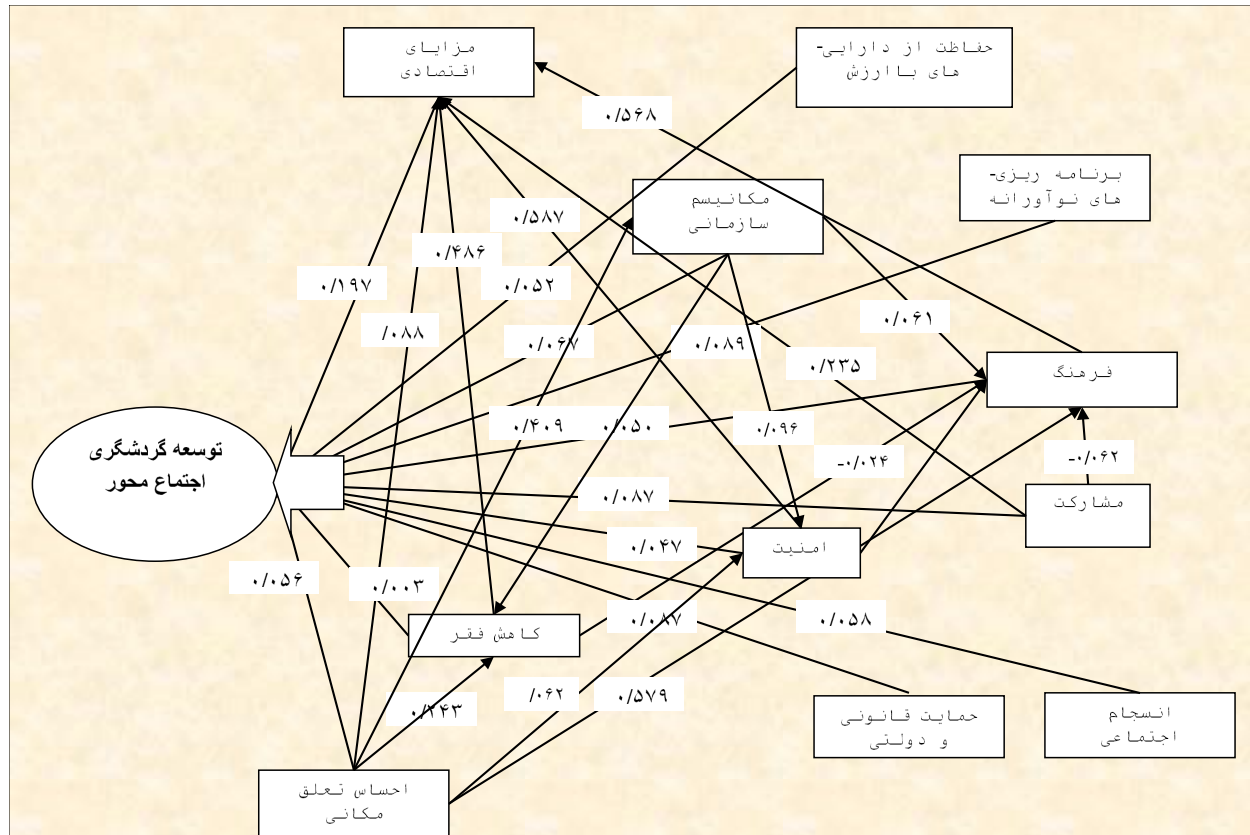 مزایای
اقتصادی
حفاظت از دارایی-
های باارزش
۰/۵۶۸
برنامه ریزی-
های نوآورانه
مکانیسم
سازمانی
۰/۵۸۷
۰/۴۸۶
۰/۰۵۲
۰/۱۹۷
۰/۰۶۱
/۰۸۸
۰/۰۶۷
۰/۰۸۹
۰/۲۳۵
فرهنگ
توسعه گردشگری
اجتماع محور
۰/۴۰۹
۰/۰۵۰
۰/۰۹۶
-۰/۰۲۴
-۰/۰۶۲
۰/۰۸۷
مشارکت
۰/۰۴۷
امنیت
۰/۰۵۶
۰/۰۰۳
کاهش فقر
۰/۰۸۷
۰/۰۵۸
۰/۲۴۳
/۰۶۲
۰/۵۷۹
حمایت قانونی
و دولتی
انسجام
اجتماعی
احساس تعلق
مکانی